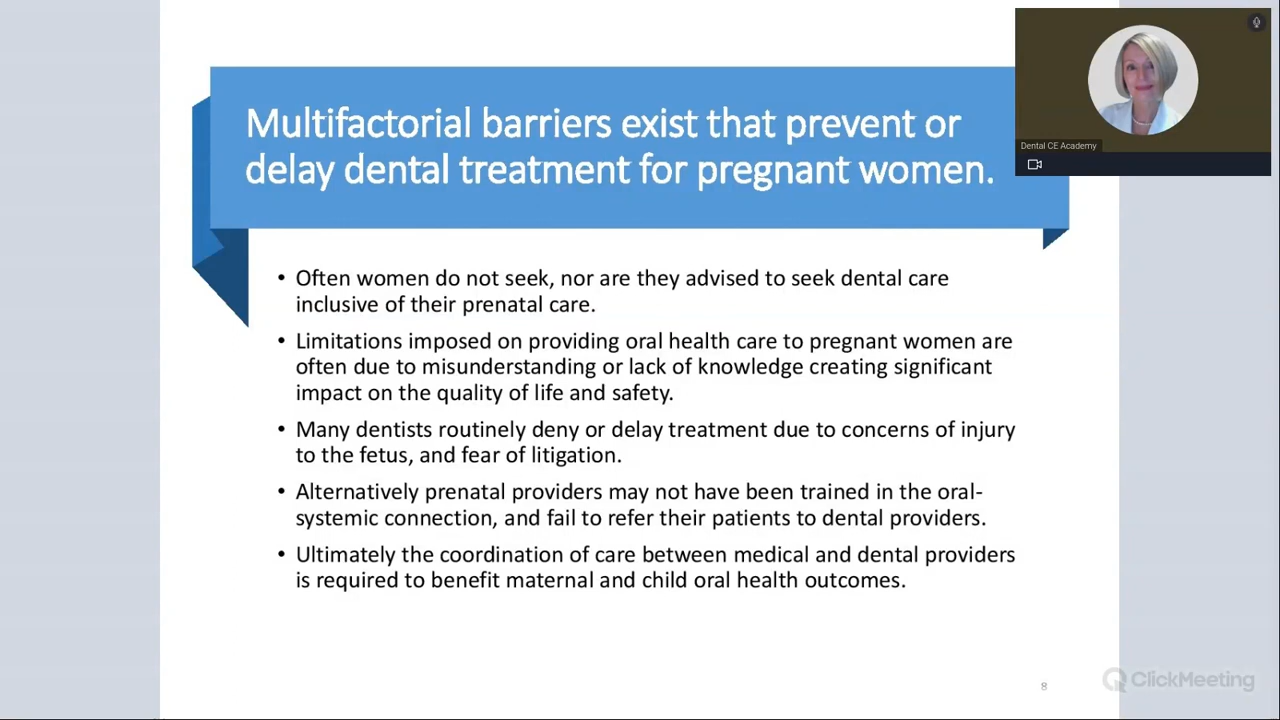 Multifactorial barriers exist that prevent or
delay dental treatment for pregnant women.
Dental CE Academy
• Often women do not seek, nor are they advised to seek dental care
inclusive of their prenatal care.
• Limitations imposed on providing oral health care to pregnant women are
often due to misunderstanding or lack of knowledge creating significant
impact on the quality of life and safety.
• Many dentists routinely deny or delay treatment due to concerns of injury
to the fetus, and fear of litigation.
• Alternatively prenatal providers may not have been trained in the oral-
systemic connection, and fail to refer their patients to dental providers.
• Ultimately the coordination of care between medical and dental providers
is required to benefit maternal and child oral health outcomes.
8
ClickMeeting